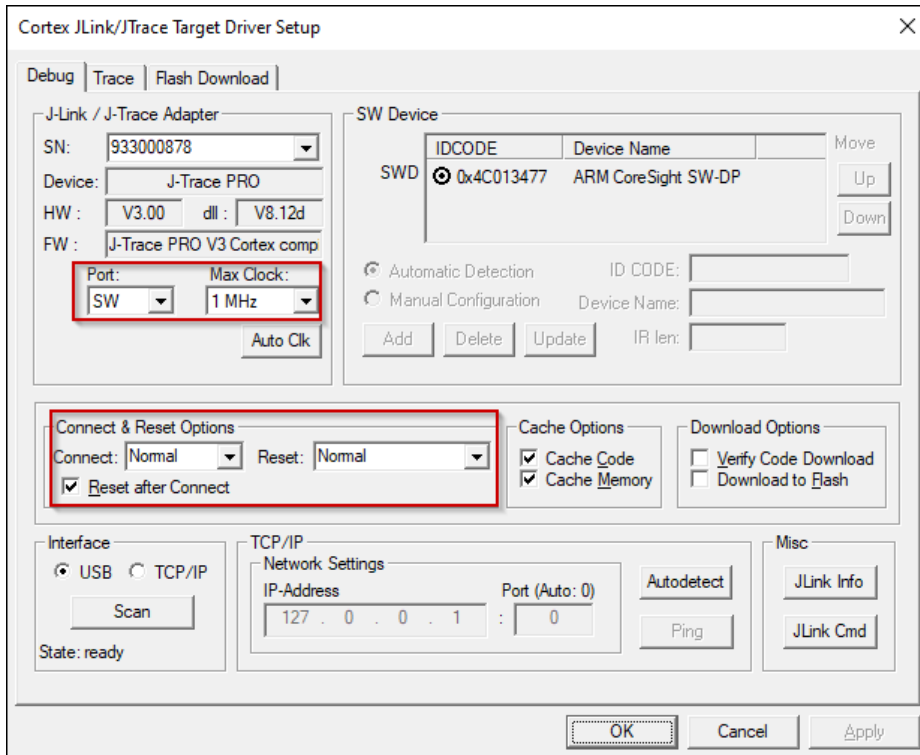 Cortex JLink/JTrace Target Driver Setup
Debug Trace Flash Download
J-Link / J-Trace Adapter
SN: 933000878
Device: J-Trace PRO
HW : V3.00 dll : V8.12d
FW : J-Trace PRO V3 Cortex comp
Port: Max Clock:
SW 1 MHz
Auto Clk
SW Device
IDCODE Device Name
SWD 0x4C013477 ARM CoreSight SW-DP
Move
Up
Down
Automatic Detection ID CODE:
Manual Configuration Device Name:
Add Delete Update IR len:
Connect & Reset Options
Connect: Normal Reset: Normal
Reset after Connect
Cache Options
Cache Code
Cache Memory
Download Options
Verify Code Download
Download to Flash
Interface
USB TCP/IP
Scan
State: ready
TCP/IP
Network Settings
IP-Address Port (Auto: 0)
127 . 0 . 0 . 1 : 0
Autodetect
Ping
Misc
JLink Info
JLink Cmd
OK Cancel Apply